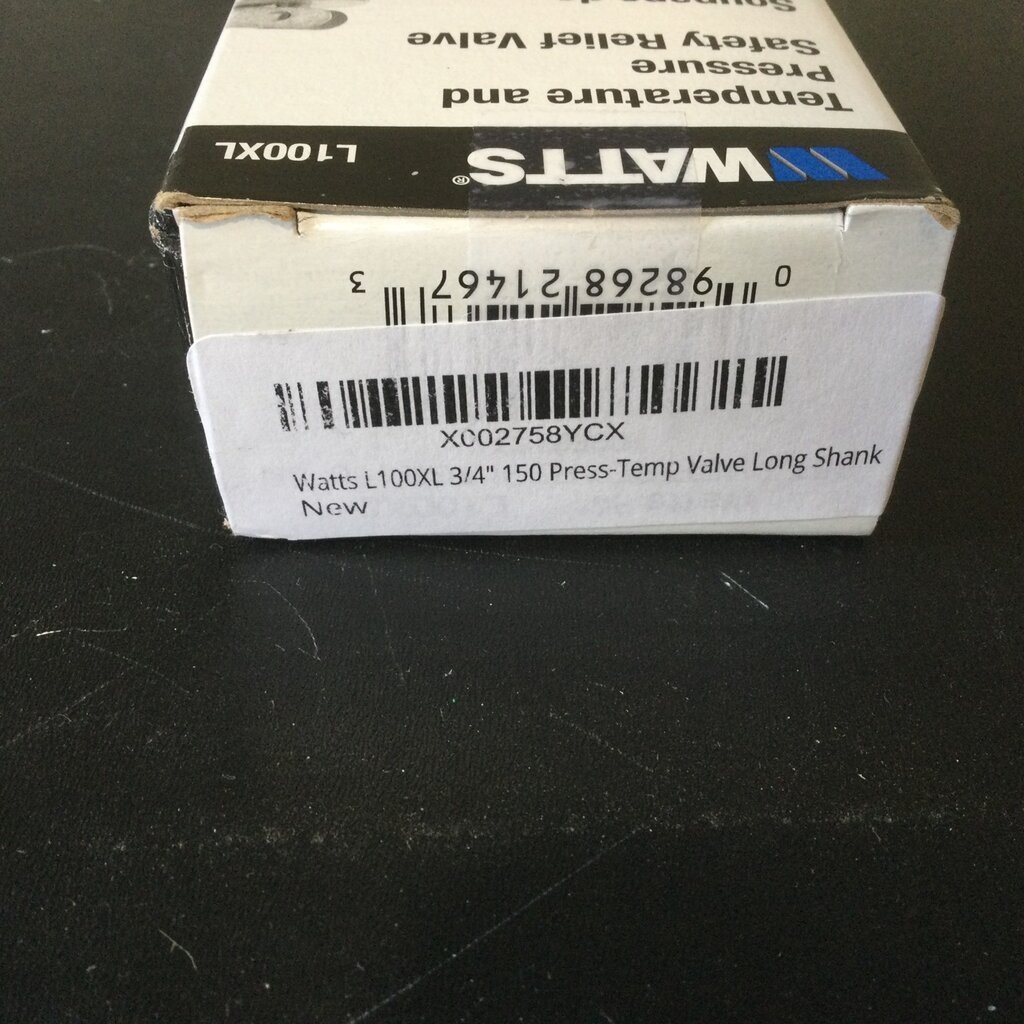 Temperature and
Pressure
Safety Relief Valve
WATTS® L100XL
0 98268 21467 3
X002758YCX
Watts L100XL 3/4" 150 Press-Temp Valve Long Shank
New